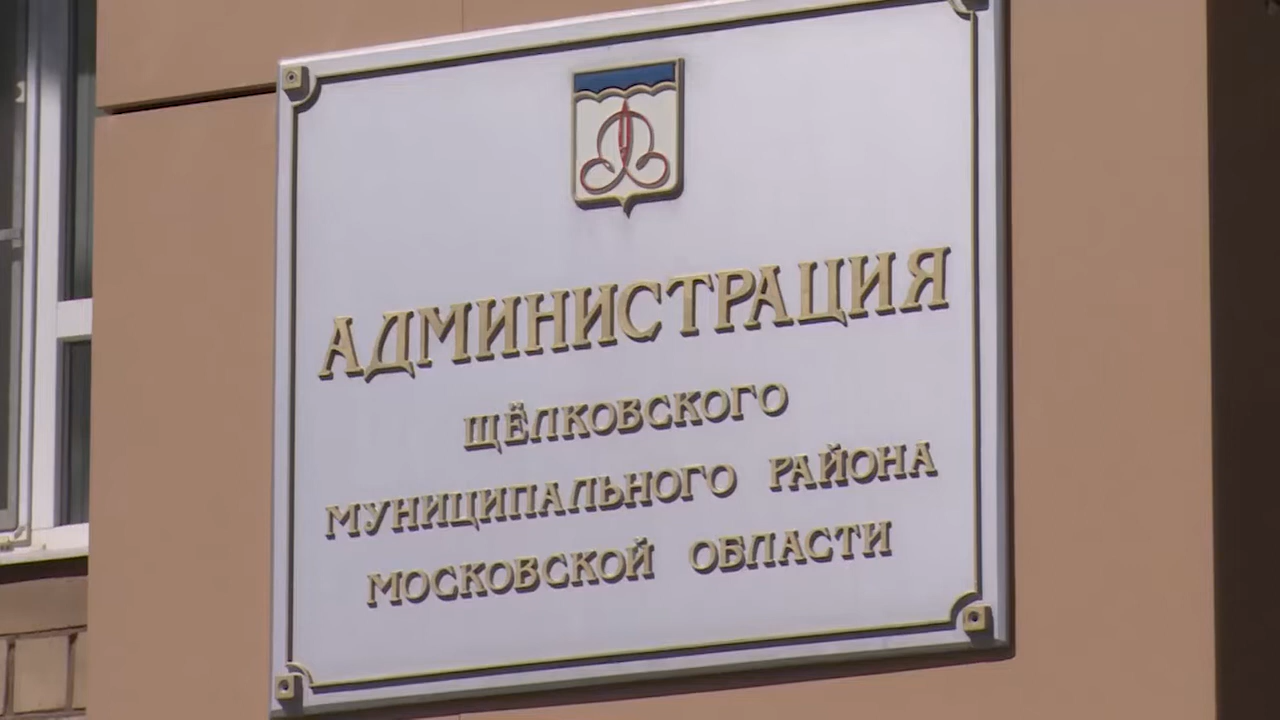 АДМИНИСТРАЦИЯ
ЩЁЛКОВСКОГО
МУНИЦИПАЛЬНОГО РАЙОНА
МОСКОВСКОЙ ОБЛАСТИ